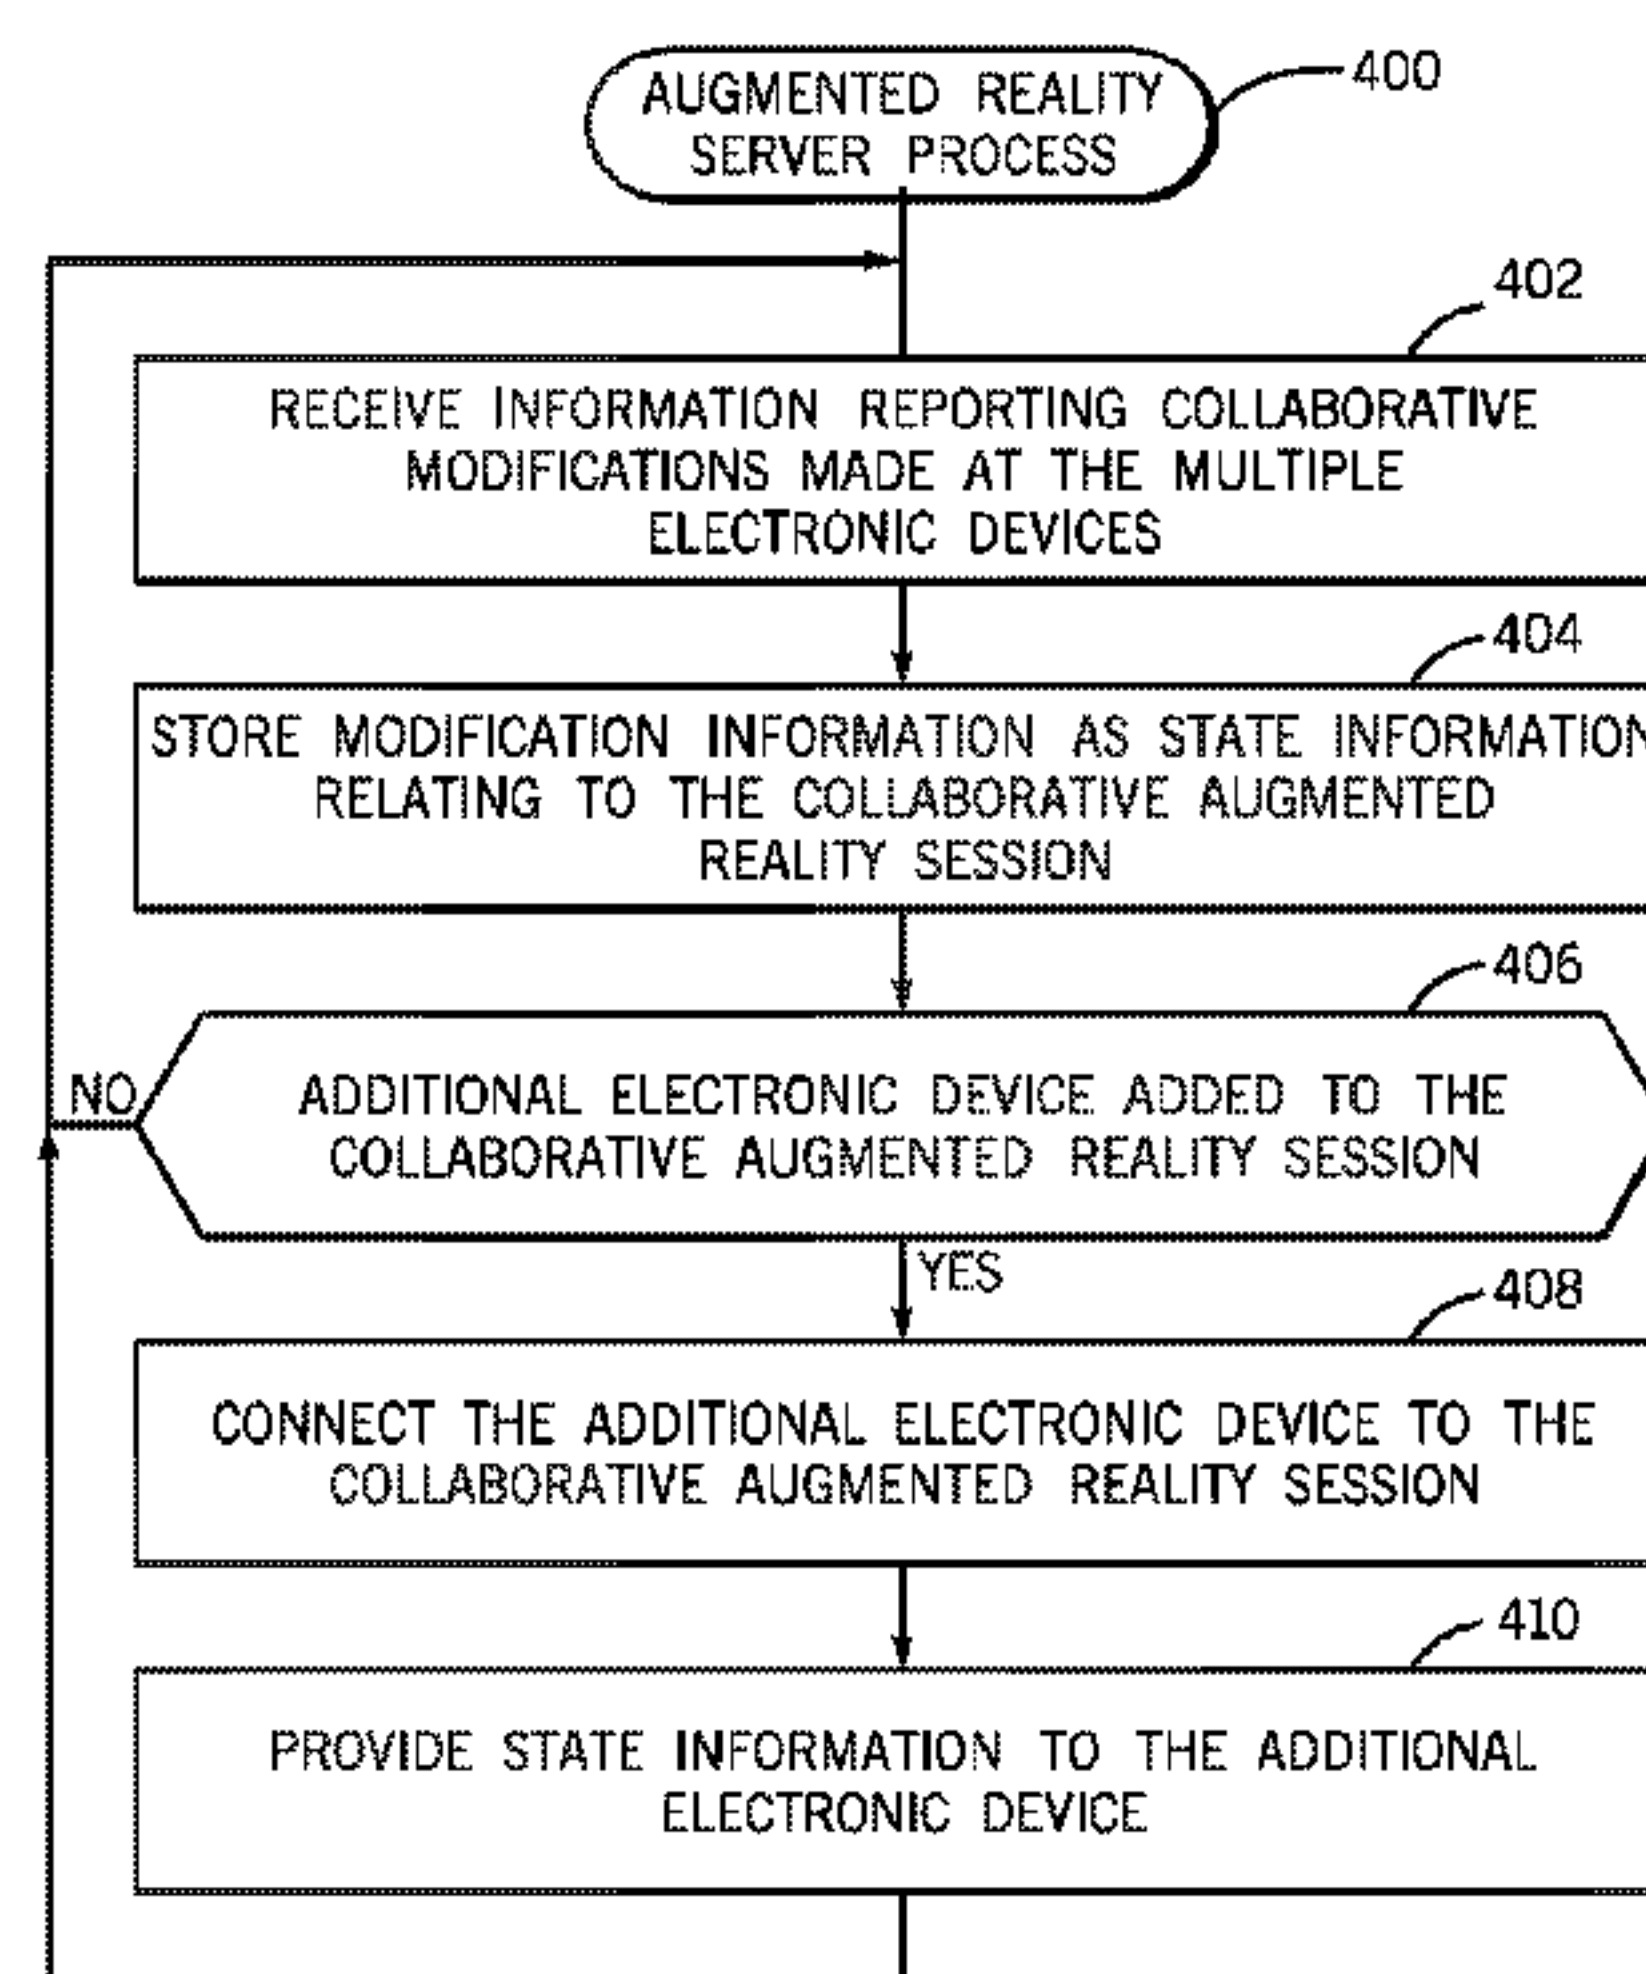 AUGMENTED REALITY
SERVER PROCESS
400
402
RECEIVE INFORMATION REPORTING COLLABORATIVE
MODIFICATIONS MADE AT THE MULTIPLE
ELECTRONIC DEVICES
404
STORE MODIFICATION INFORMATION AS STATE INFORMATION
RELATING TO THE COLLABORATIVE AUGMENTED
REALITY SESSION
406
NO
ADDITIONAL ELECTRONIC DEVICE ADDED TO THE
COLLABORATIVE AUGMENTED REALITY SESSION
YES
408
CONNECT THE ADDITIONAL ELECTRONIC DEVICE TO THE
COLLABORATIVE AUGMENTED REALITY SESSION
410
PROVIDE STATE INFORMATION TO THE ADDITIONAL
ELECTRONIC DEVICE